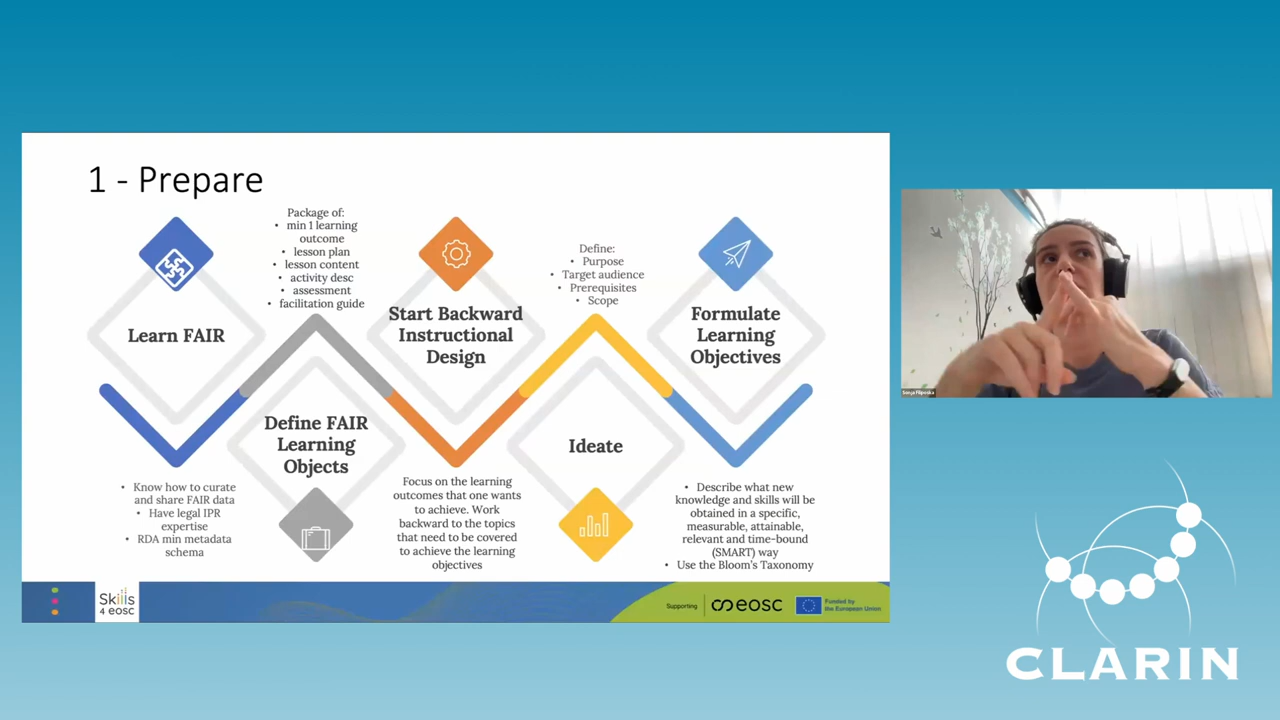 1 - Prepare
Package of:
• min 1 learning
outcome
• lesson plan
• lesson content
• activity desc
• assessment
• facilitation guide
Define:
• Purpose
• Target audience
• Prerequisites
• Scope
Learn FAIR
Start Backward
Instructional
Design
Formulate
Learning
Objectives
Define FAIR
Learning
Objects
Ideate
• Know how to curate
and share FAIR data
• Have legal IPR
expertise
• RDA min metadata
schema
Focus on the learning
outcomes that one wants
to achieve. Work
backward to the topics
that need to be covered
to achieve the learning
objectives
• Describe what new
knowledge and skills will be
obtained in a specific,
measurable, attainable,
relevant and time-bound
(SMART) way
• Use the Bloom's Taxonomy
Skills
4 eosc
Supporting
eosc
Funded by
the European Union
Sonja Filiposka
CLARIN